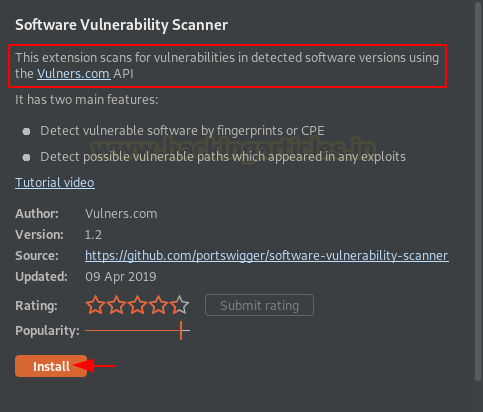 Software Vulnerability Scanner
This extension scans for vulnerabilities in detected software versions using
the Vulners.com API
It has two main features:
Detect vulnerable software by fingerprints or CPE
www.hackingarticles.in
Detect possible vulnerable paths which appeared in any exploits
Tutorial video
Author: Vulners.com
Version: 1.2
Source: https://github.com/portswigger/software-vulnerability-scanner
Updated: 09 Apr 2019
Rating: Submit rating
Popularity:
Install